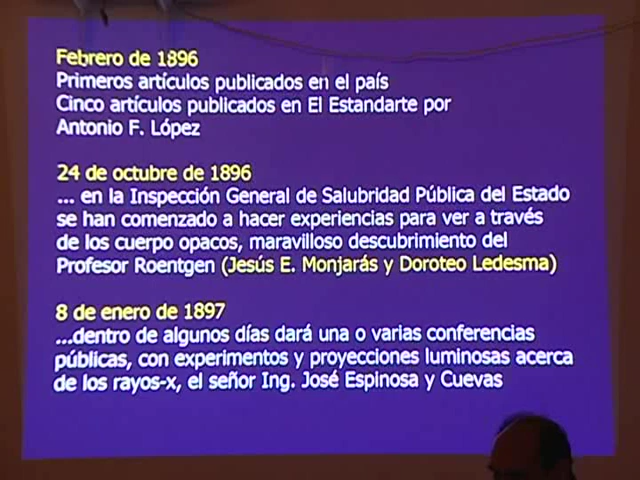 Febrero de 1896
Primeros artículos publicados en el país
Cinco artículos publicados en El Estandarte por
Antonio F. López
24 de octubre de 1896
... en la Inspección General de Salubridad Pública del Estado
se han comenzado a hacer experiencias para ver a través
de los cuerpo opacos, maravilloso descubrimiento del
Profesor Roentgen (Jesús E. Monjarás y Doroteo Ledesma)
8 de enero de 1897
...dentro de algunos días dará una o varias conferencias
públicas, con experimentos y proyecciones luminosas acerca
de los rayos-x, el señor Ing. José Espinosa y Cuevas